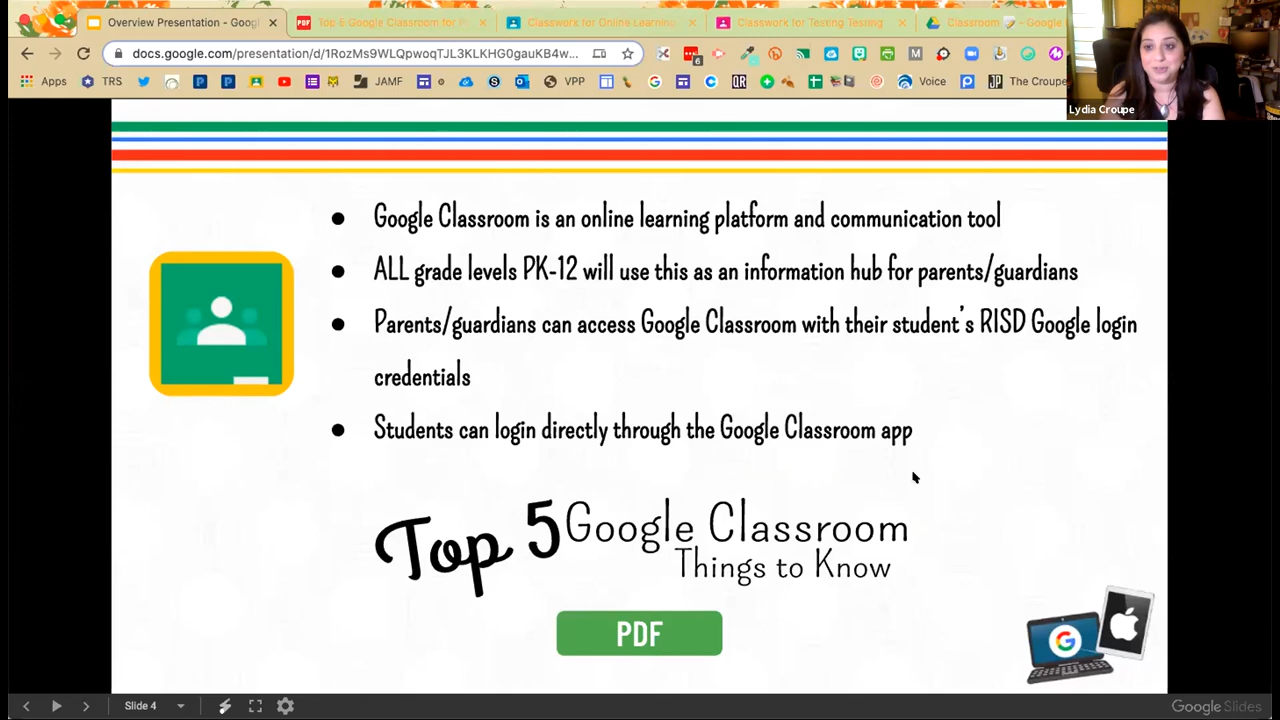 Overview Presentation - Goog
Top 5 Google Classroom for P
Classwork for Online Learning
Classwork for Testing Testing
Classroom - Google
docs.google.com/presentation/d/1RozMs9WLQpwoqTJL3KLKHG0gauKB4w...
6
Apps
TRS
JAMF
VPP
QR
Voice
The Croupe
Lydia Croupe
● Google Classroom is an online learning platform and communication tool
● ALL grade levels PK-12 will use this as an information hub for parents/guardians
● Parents/guardians can access Google Classroom with their student's RISD Google login
credentials
● Students can login directly through the Google Classroom app
Top 5 Google Classroom
Things to Know
PDF
Slide 4
Google Slides